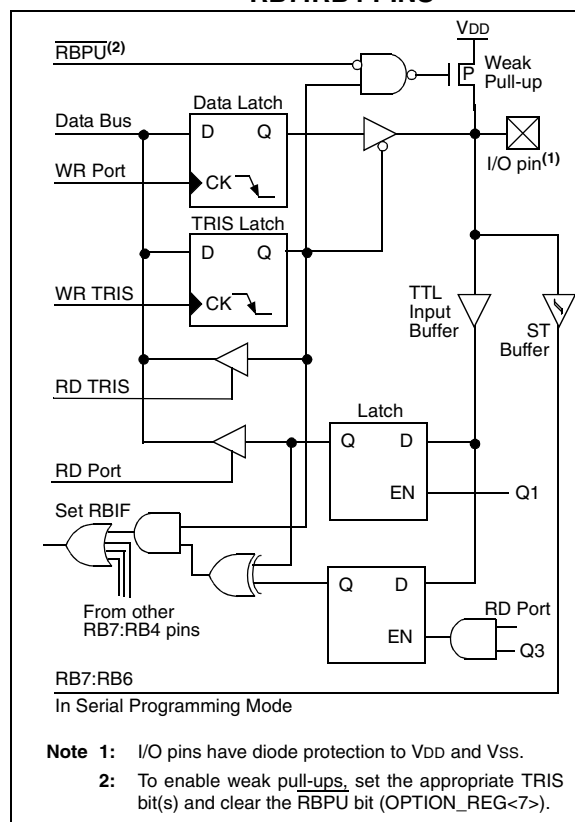 RB7:RB4 PINS
VDD
RBPU(2)
Weak
Pull-up
P
Data Bus
Data Latch
D Q
I/O pin(1)
WR Port
CK
TRIS Latch
D Q
WR TRIS
CK
TTL
Input
Buffer
ST
Buffer
RD TRIS
Latch
Q D
RD Port
EN
Q1
Set RBIF
Q D
RD Port
EN
Q3
From other
RB7:RB4 pins
RB7:RB6
In Serial Programming Mode
Note 1: I/O pins have diode protection to VDD and VSS.
2: To enable weak pull-ups, set the appropriate TRIS
bit(s) and clear the RBPU bit (OPTION_REG<7>).